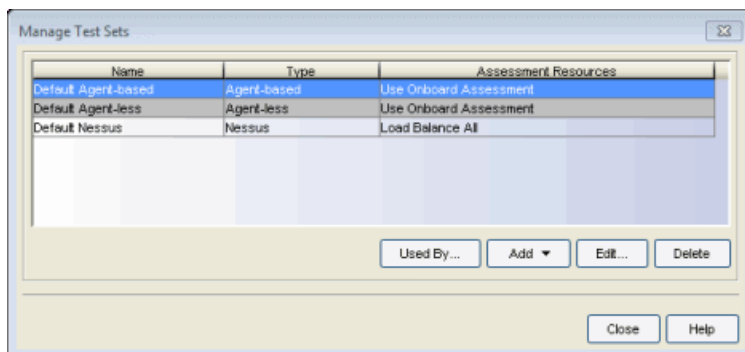 Manage Test Sets
Name Type Assessment Resources
Default Agent-based Agent-based Use Onboard Assessment
Default Agent-less Agent-less Use Onboard Assessment
Default Nessus Nessus Load Balance All
Used By... Add Edit... Delete
Close Help